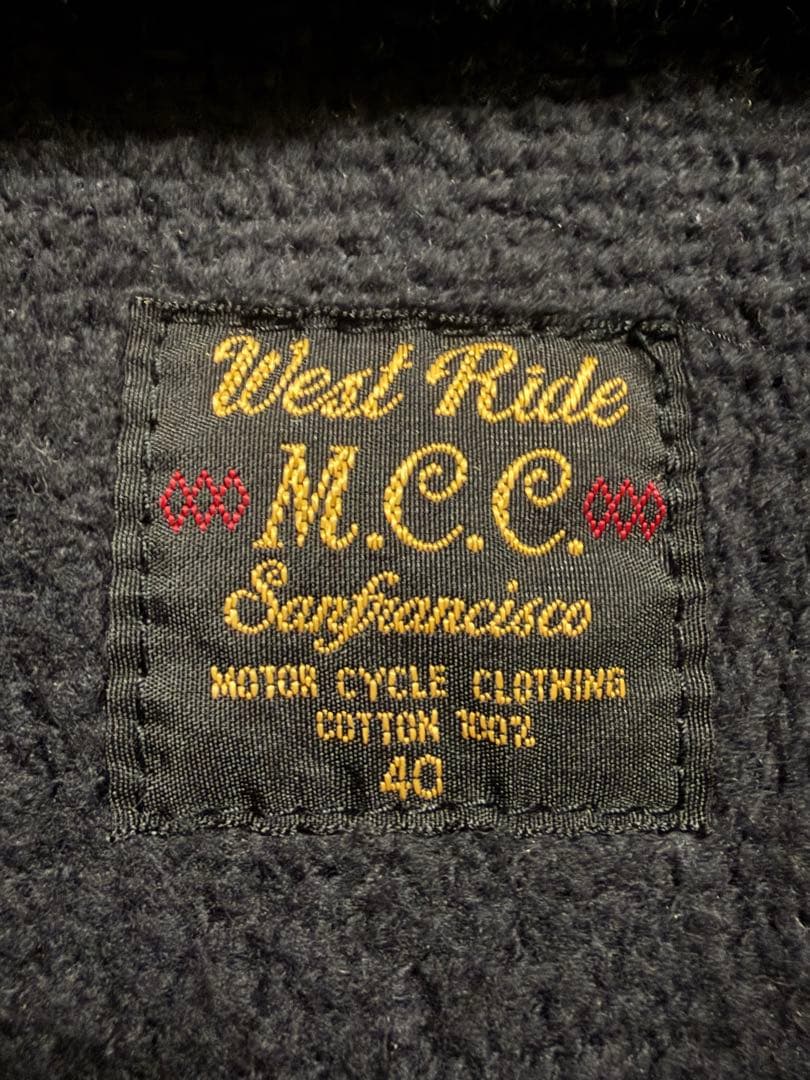 West Ride
M.C.C.
Sanfrancisco
MOTOR CYCLE CLOTHING
COTTON 100%
40